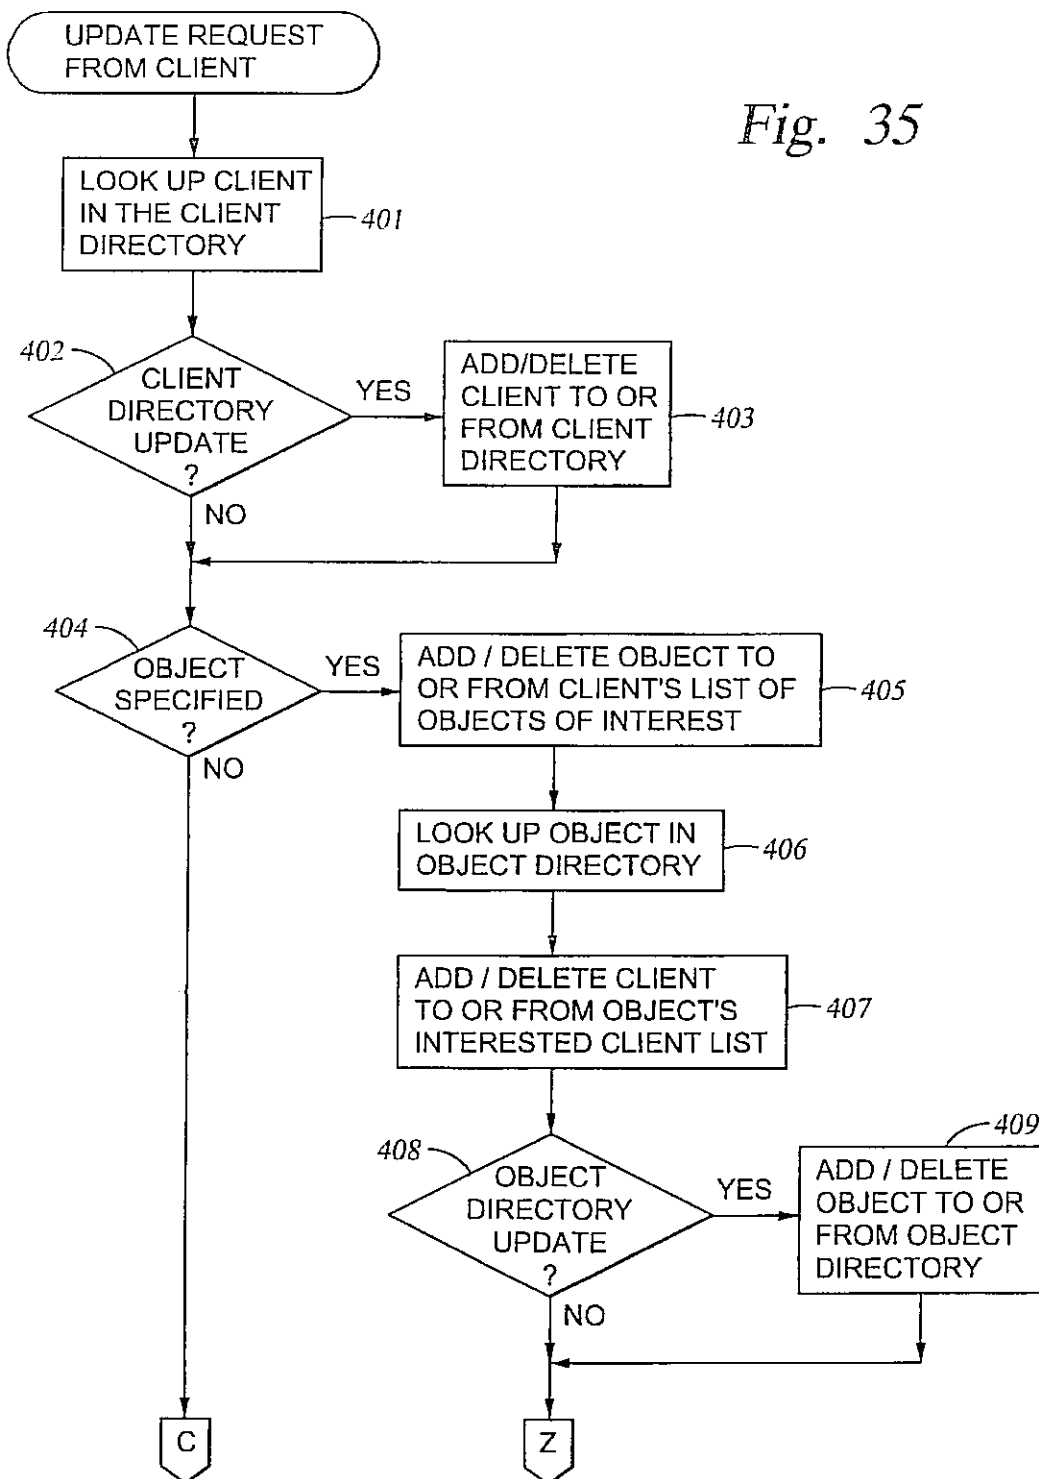 UPDATE REQUEST
FROM CLIENT
Fig. 35
LOOK UP CLIENT
IN THE CLIENT
DIRECTORY
401
402
CLIENT
DIRECTORY
UPDATE
?
YES
NO
ADD/DELETE
CLIENT TO OR
FROM CLIENT
DIRECTORY
403
404
OBJECT
SPECIFIED
?
YES
NO
ADD / DELETE OBJECT TO
OR FROM CLIENT'S LIST OF
OBJECTS OF INTEREST
405
LOOK UP OBJECT IN
OBJECT DIRECTORY
406
ADD / DELETE CLIENT
TO OR FROM OBJECT'S
INTERESTED CLIENT LIST
407
408
OBJECT
DIRECTORY
UPDATE
?
YES
NO
409
ADD / DELETE
OBJECT TO OR
FROM OBJECT
DIRECTORY
C
Z